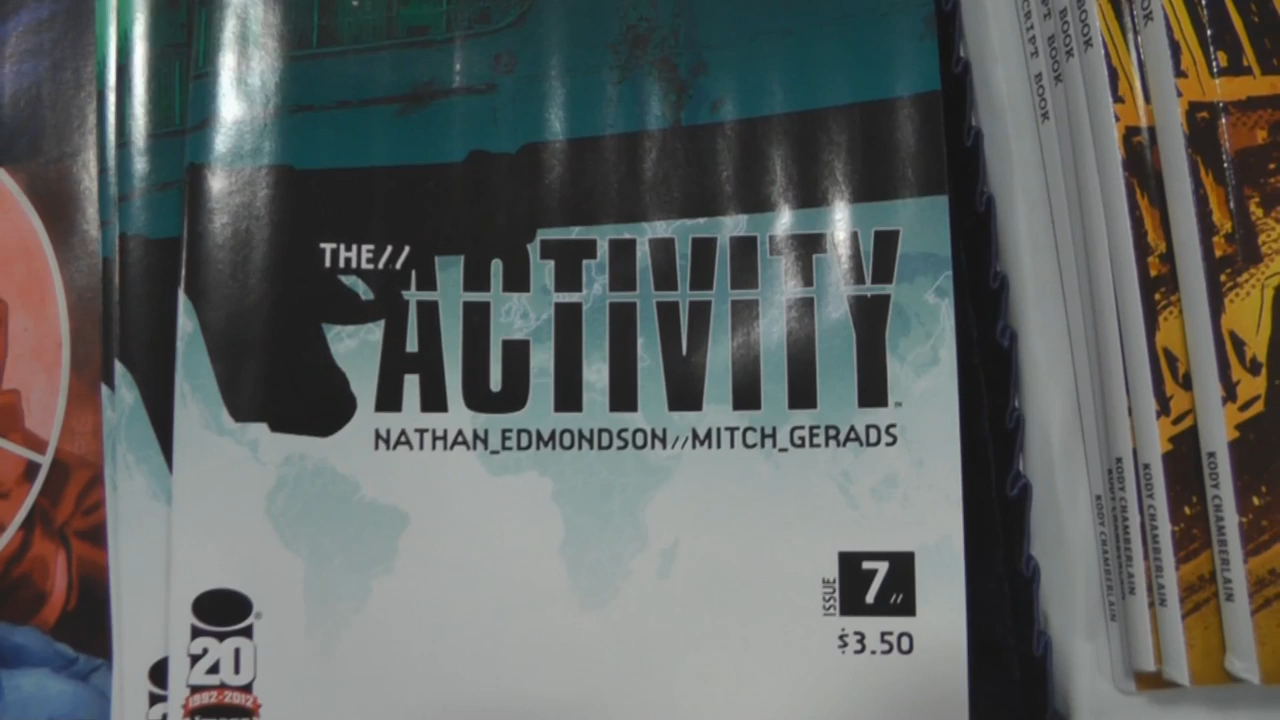 THE//
ACTIVITY
NATHAN_EDMONDSON//MITCH_GERADS
ISSUE
7//
$3.50
20
1992-2012
SCRIPT BOOK
BOOK
BOOK
KODY CHAMBERLAIN
KODY CHAMBERLAIN
KODY CHAMBERLAIN
KODY CHAMBERLAIN